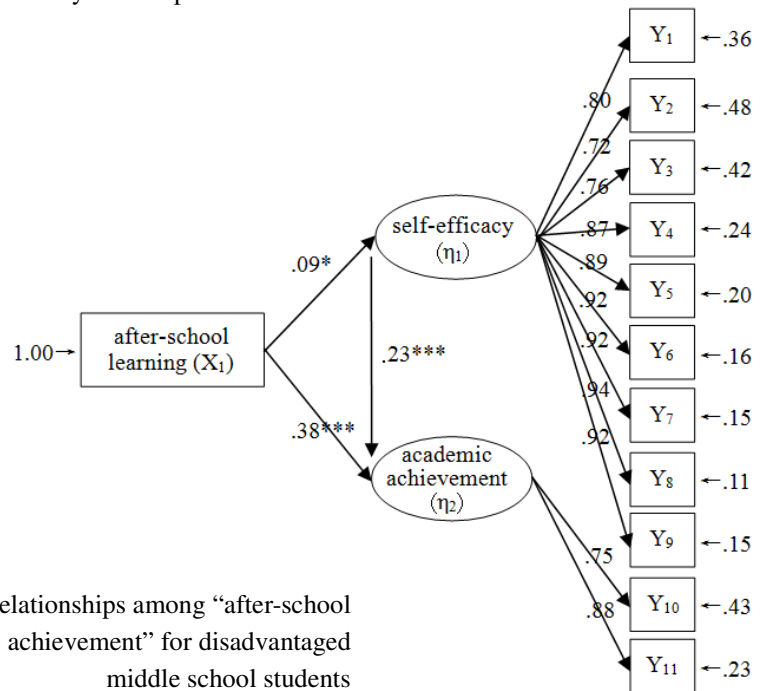 Y₁ ←.36
.80
Y₂ ←.48
.72
Y₃ ←.42
.76
self-efficacy
(η₁)
.87
Y₄ ←.24
.09*
.89
Y₅ ←.20
.92
after-school
learning (X₁)
1.00→
.23***
.92
Y₆ ←.16
.94
Y₇ ←.15
.38***
.92
academic
achievement
(η₂)
Y₈ ←.11
Y₉ ←.15
.75
elationships among “after-school
.88
Y₁₀ ←.43
achievement” for disadvantaged
middle school students
Y₁₁ ←.23